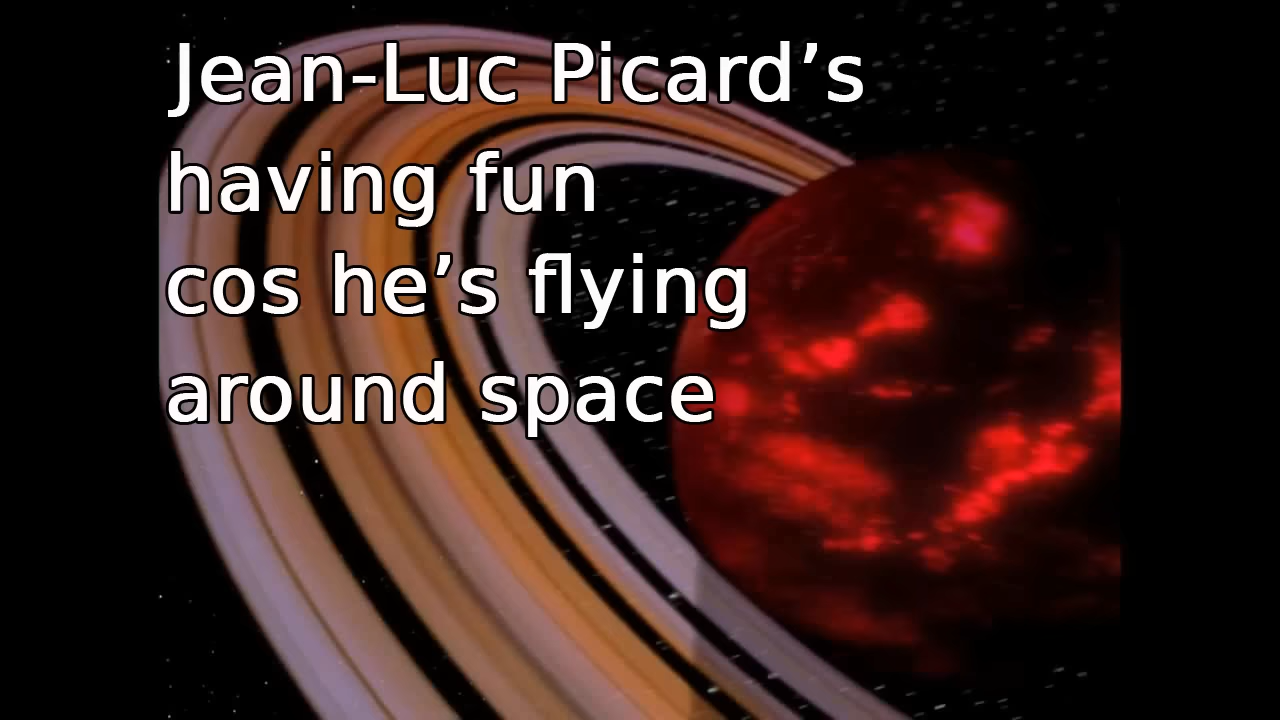 Jean-Luc Picard’s
having fun
cos he’s flying
around space